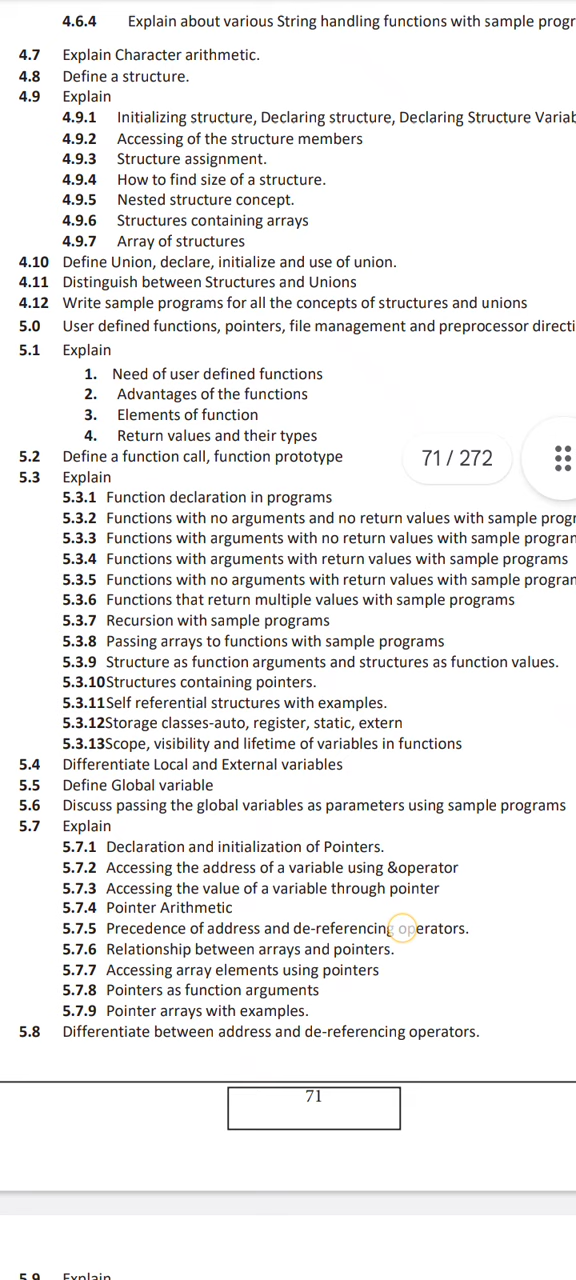 4.6.4 Explain about various String handling functions with sample progr
4.7 Explain Character arithmetic.
4.8 Define a structure.
4.9 Explain
4.9.1 Initializing structure, Declaring structure, Declaring Structure Variab
4.9.2 Accessing of the structure members
4.9.3 Structure assignment.
4.9.4 How to find size of a structure.
4.9.5 Nested structure concept.
4.9.6 Structures containing arrays
4.9.7 Array of structures
4.10 Define Union, declare, initialize and use of union.
4.11 Distinguish between Structures and Unions
4.12 Write sample programs for all the concepts of structures and unions
5.0 User defined functions, pointers, file management and preprocessor directi
5.1 Explain
1. Need of user defined functions
2. Advantages of the functions
3. Elements of function
4. Return values and their types
5.2 Define a function call, function prototype
71 / 272
5.3 Explain
5.3.1 Function declaration in programs
5.3.2 Functions with no arguments and no return values with sample progr
5.3.3 Functions with arguments with no return values with sample program
5.3.4 Functions with arguments with return values with sample programs
5.3.5 Functions with no arguments with return values with sample program
5.3.6 Functions that return multiple values with sample programs
5.3.7 Recursion with sample programs
5.3.8 Passing arrays to functions with sample programs
5.3.9 Structure as function arguments and structures as function values.
5.3.10Structures containing pointers.
5.3.11Self referential structures with examples.
5.3.12Storage classes-auto, register, static, extern
5.3.13Scope, visibility and lifetime of variables in functions
5.4 Differentiate Local and External variables
5.5 Define Global variable
5.6 Discuss passing the global variables as parameters using sample programs
5.7 Explain
5.7.1 Declaration and initialization of Pointers.
5.7.2 Accessing the address of a variable using &operator
5.7.3 Accessing the value of a variable through pointer
5.7.4 Pointer Arithmetic
5.7.5 Precedence of address and de-referencing operators.
5.7.6 Relationship between arrays and pointers.
5.7.7 Accessing array elements using pointers
5.7.8 Pointers as function arguments
5.7.9 Pointer arrays with examples.
5.8 Differentiate between address and de-referencing operators.
71
5.9 Explain